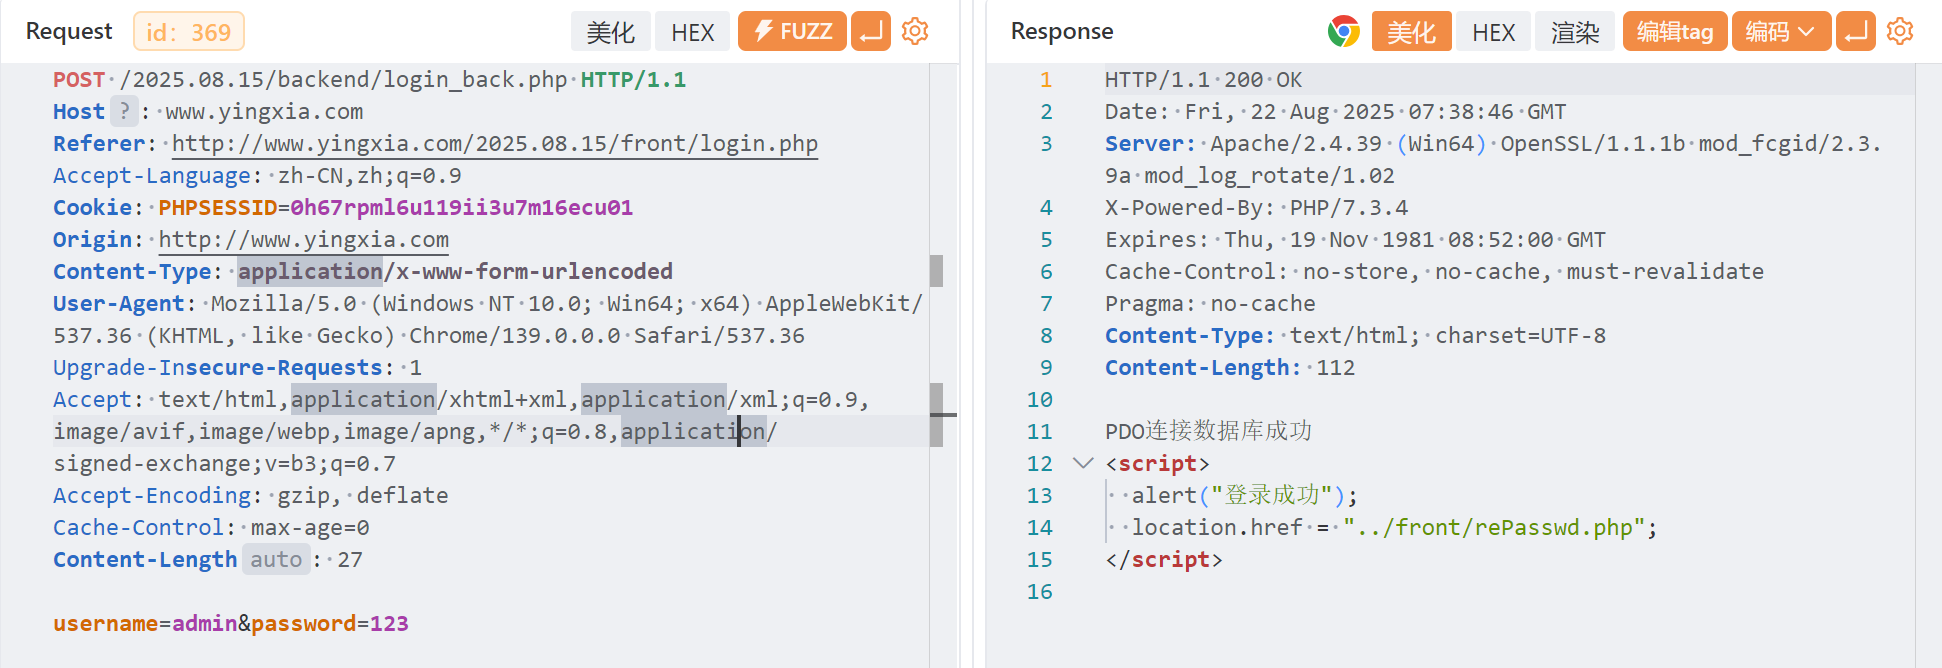 Request id: 369 美化 HEX FUZZ
POST /2025.08.15/backend/login_back.php HTTP/1.1
Host ? : www.yingxia.com
Referer: http://www.yingxia.com/2025.08.15/front/login.php
Accept-Language: zh-CN,zh;q=0.9
Cookie: PHPSESSID=0h67rpml6u119ii3u7m16ecu01
Origin: http://www.yingxia.com
Content-Type: application/x-www-form-urlencoded
User-Agent: Mozilla/5.0 (Windows NT 10.0; Win64; x64) AppleWebKit/
537.36 (KHTML, like Gecko) Chrome/139.0.0.0 Safari/537.36
Upgrade-Insecure-Requests: 1
Accept: text/html,application/xhtml+xml,application/xml;q=0.9,
image/avif,image/webp,image/apng,*/*;q=0.8,application/
signed-exchange;v=b3;q=0.7
Accept-Encoding: gzip, deflate
Cache-Control: max-age=0
Content-Length auto : 27
username=admin&password=123
Response 美化 HEX 渲染 编辑tag 编码
1 HTTP/1.1 200 OK
2 Date: Fri, 22 Aug 2025 07:38:46 GMT
3 Server: Apache/2.4.39 (Win64) OpenSSL/1.1.1b mod_fcgid/2.3.
9a mod_log_rotate/1.02
4 X-Powered-By: PHP/7.3.4
5 Expires: Thu, 19 Nov 1981 08:52:00 GMT
6 Cache-Control: no-store, no-cache, must-revalidate
7 Pragma: no-cache
8 Content-Type: text/html; charset=UTF-8
9 Content-Length: 112
10
11 PDO连接数据库成功
12 <script>
13 alert("登录成功");
14 location.href = "../front/rePasswd.php";
15 </script>
16